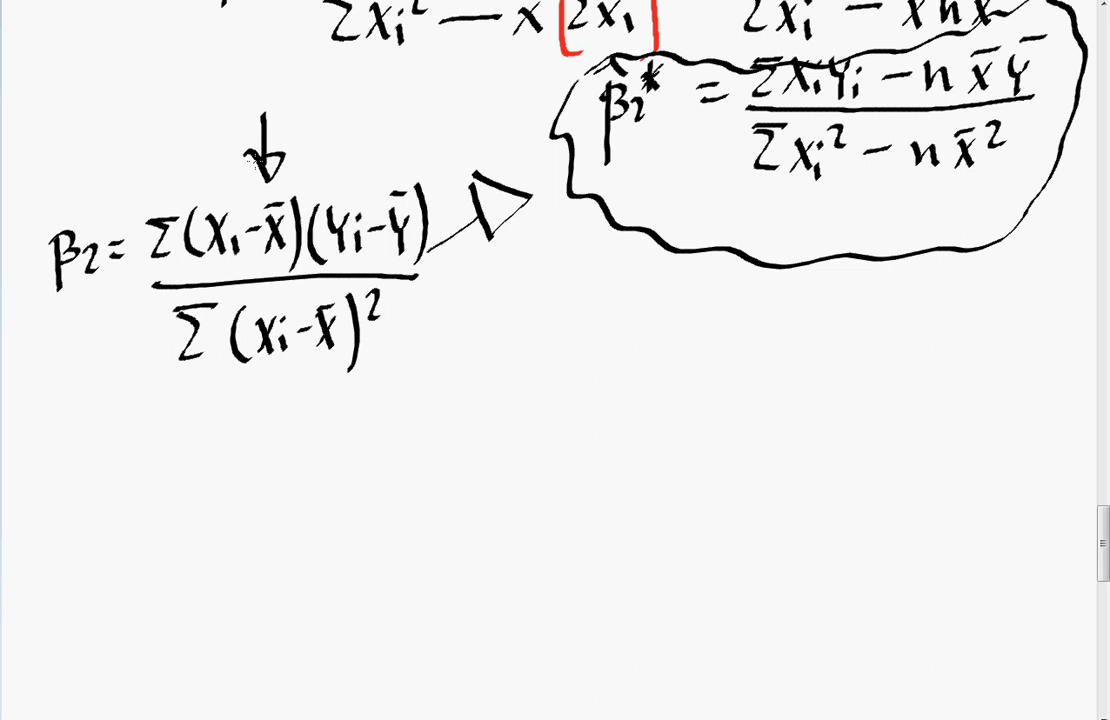 Σxi² — x̄ [Σxi] Σxi² — x̄nx̄
β̂2* = Σxiyi - n x̄ ȳ / Σxi² - n x̄²
β2 = Σ(xi-x̄)(yi-ȳ) / Σ(xi-x̄)²